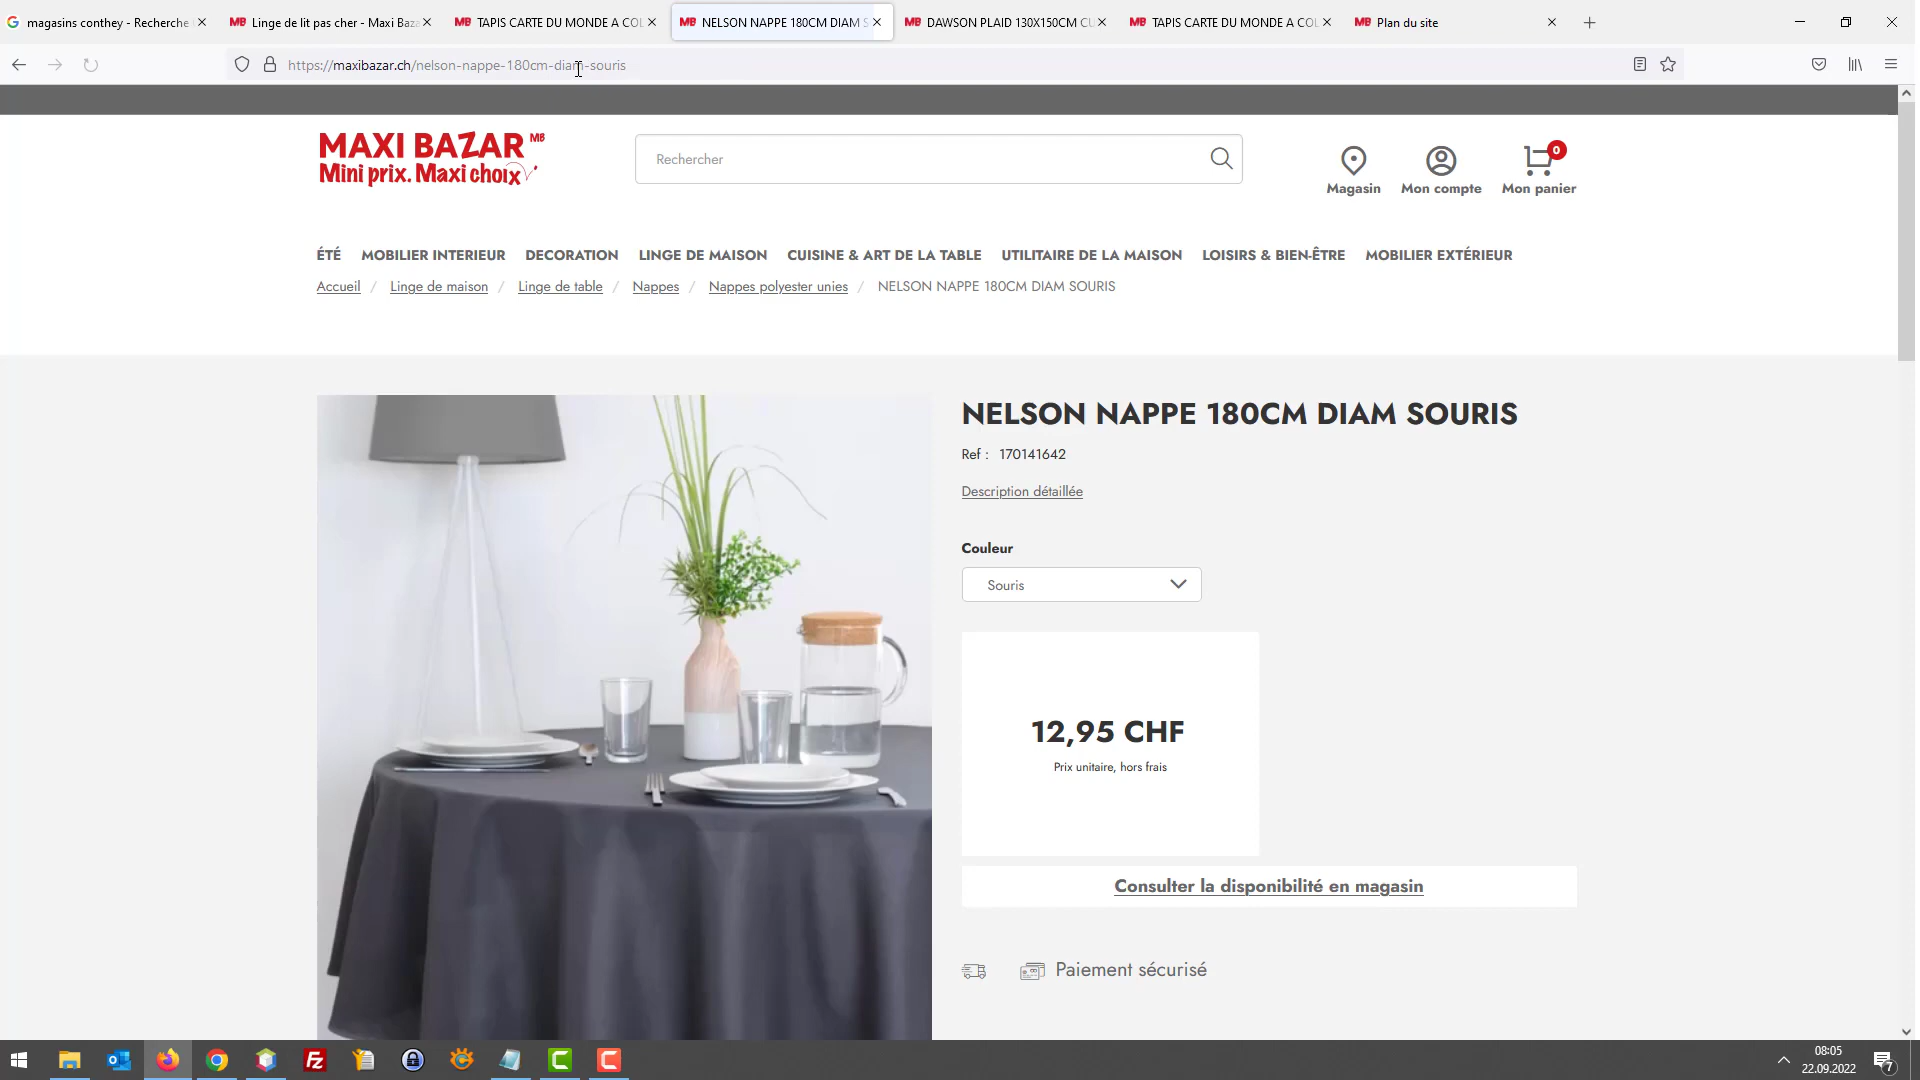 magasins conthey - Recherche
Linge de lit pas cher - Maxi Baza
TAPIS CARTE DU MONDE A COL
NELSON NAPPE 180CM DIAM S
DAWSON PLAID 130X150CM CU
TAPIS CARTE DU MONDE A COL
Plan du site
https://maxibazar.ch/nelson-nappe-180cm-diam-souris
MAXI BAZAR MB
Mini prix. Maxi choix
Rechercher
0
Magasin
Mon compte
Mon panier
ÉTÉ MOBILIER INTERIEUR DECORATION LINGE DE MAISON CUISINE & ART DE LA TABLE UTILITAIRE DE LA MAISON LOISIRS & BIEN-ÊTRE MOBILIER EXTÉRIEUR
Accueil / Linge de maison / Linge de table / Nappes / Nappes polyester unies / NELSON NAPPE 180CM DIAM SOURIS
NELSON NAPPE 180CM DIAM SOURIS
Ref : 170141642
Description détaillée
Couleur
Souris
12,95 CHF
Prix unitaire, hors frais
Consulter la disponibilité en magasin
Paiement sécurisé
08:05
22.09.2022
7